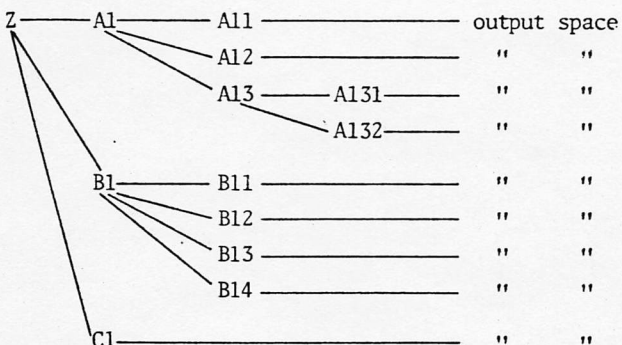 Z A1 A11 output space
A12 " "
A13 A131 " "
A132 " "
B1 B11 " "
B12 " "
B13 " "
B14 " "
C1 " "